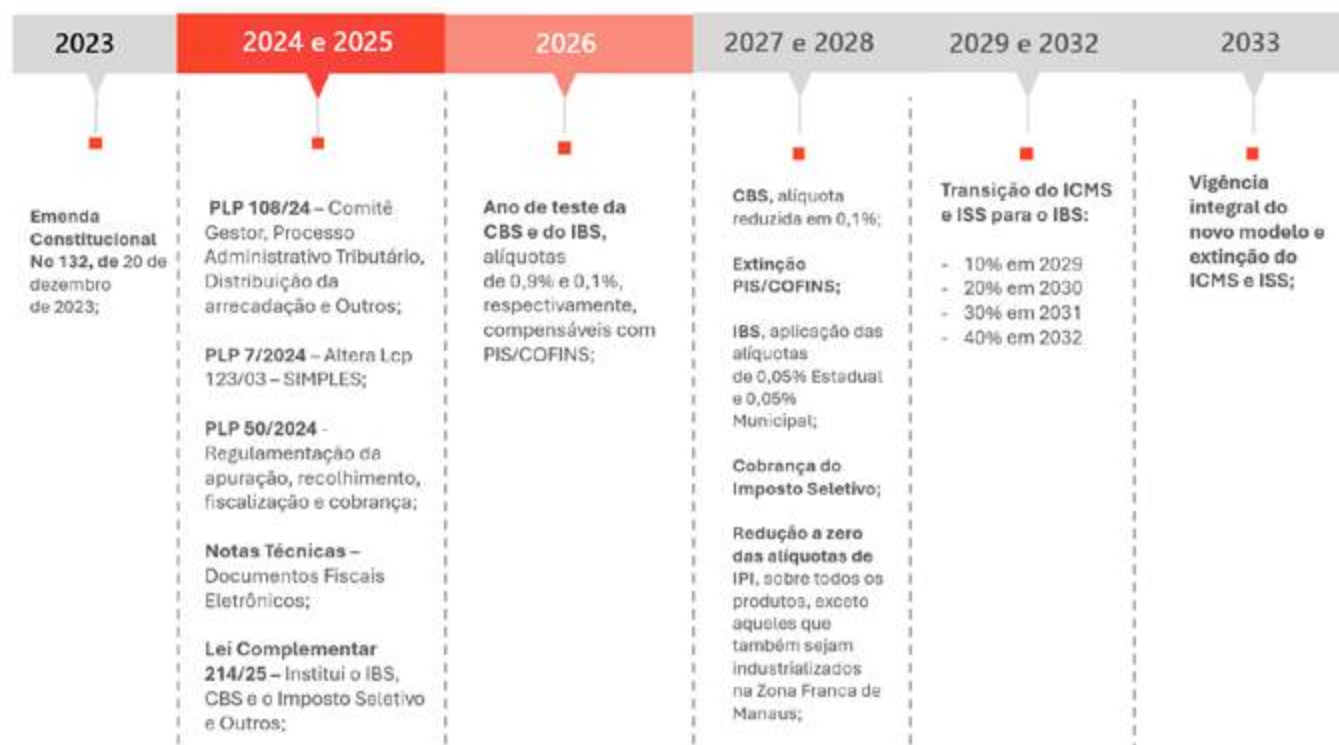 2023
Emenda
Constitucional
No 132, de 20 de
dezembro
de 2023;
2024 e 2025
PLP 108/24 – Comitê
Gestor, Processo
Administrativo Tributário,
Distribuição da
arrecadação e Outros;
PLP 7/2024 – Altera Lcp
123/03 – SIMPLES;
PLP 50/2024 -
Regulamentação da
apuração, recolhimento,
fiscalização e cobrança;
Notas Técnicas –
Documentos Fiscais
Eletrônicos;
Lei Complementar
214/25 – Institui o IBS,
CBS e o Imposto Seletivo
e Outros;
2026
Ano de teste da
CBS e do IBS,
alíquotas
de 0,9% e 0,1%,
respectivamente,
compensáveis com
PIS/COFINS;
2027 e 2028
CBS, alíquota
reduzida em 0,1%;
Extinção
PIS/COFINS;
IBS, aplicação das
alíquotas
de 0,05% Estadual
e 0,05%
Municipal;
Cobrança do
Imposto Seletivo;
Redução a zero
das alíquotas de
IPI, sobre todos os
produtos, exceto
aqueles que
também sejam
industrializados
na Zona Franca de
Manaus;
2029 e 2032
Transição do ICMS
e ISS para o IBS:
- 10% em 2029
- 20% em 2030
- 30% em 2031
- 40% em 2032
2033
Vigência
integral do
novo modelo e
extinção do
ICMS e ISS;